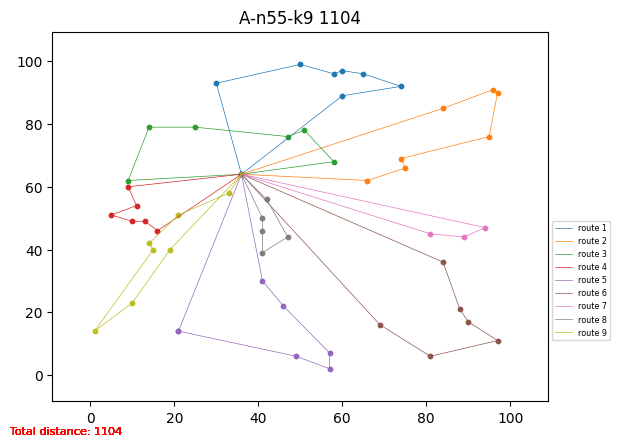 A-n55-k9 1104
100
80
60
40
20
0
0 20 40 60 80 100
route 1
route 2
route 3
route 4
route 5
route 6
route 7
route 8
route 9
Total distance: 1104